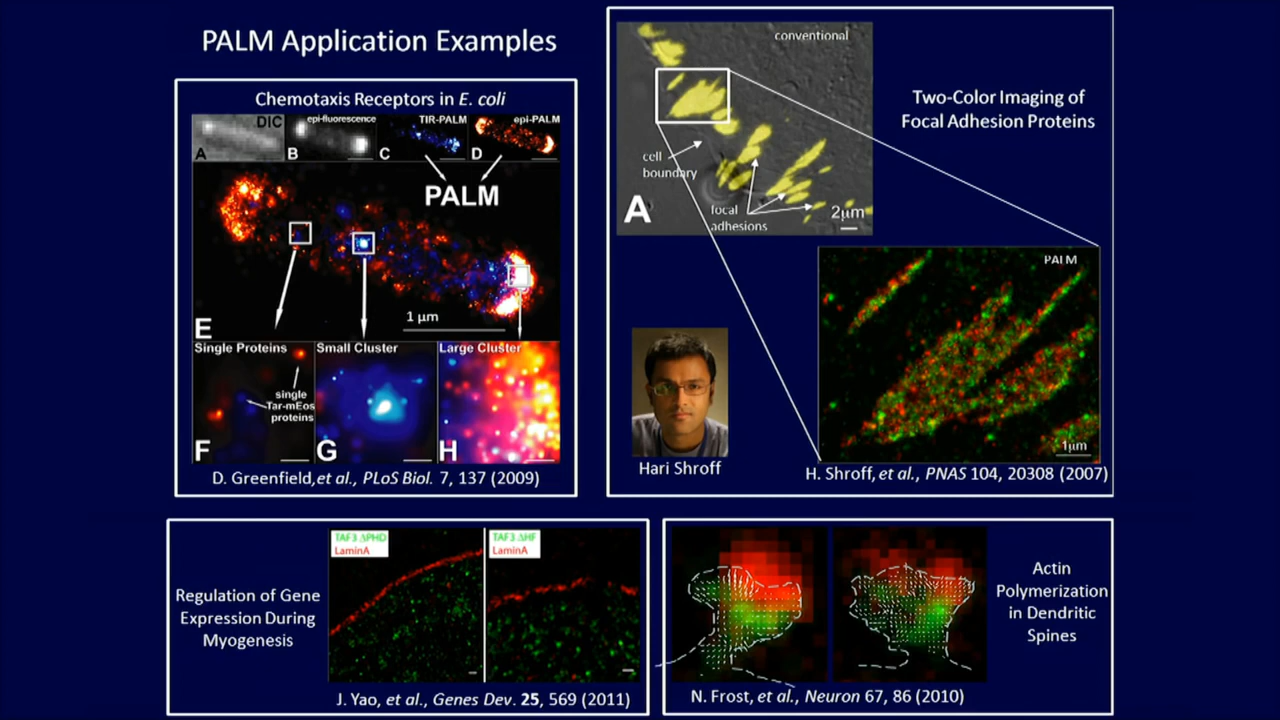 PALM Application Examples
Chemotaxis Receptors in E. coli
DIC
epi-fluorescence
TIR-PALM
epi-PALM
A
B
C
D
PALM
1 μm
E
Single Proteins
Small Cluster
Large Cluster
single
Tar-mEos
proteins
F
G
H
D. Greenfield,et al., PLoS Biol. 7, 137 (2009)
conventional
cell
boundary
focal
adhesions
A
2μm
Two-Color Imaging of
Focal Adhesion Proteins
PALM
1μm
Hari Shroff
H. Shroff, et al., PNAS 104, 20308 (2007)
Regulation of Gene
Expression During
Myogenesis
TAF3 ΔPHD
LaminA
TAF3 ΔHF
LaminA
J. Yao, et al., Genes Dev. 25, 569 (2011)
Actin
Polymerization
in Dendritic
Spines
N. Frost, et al., Neuron 67, 86 (2010)